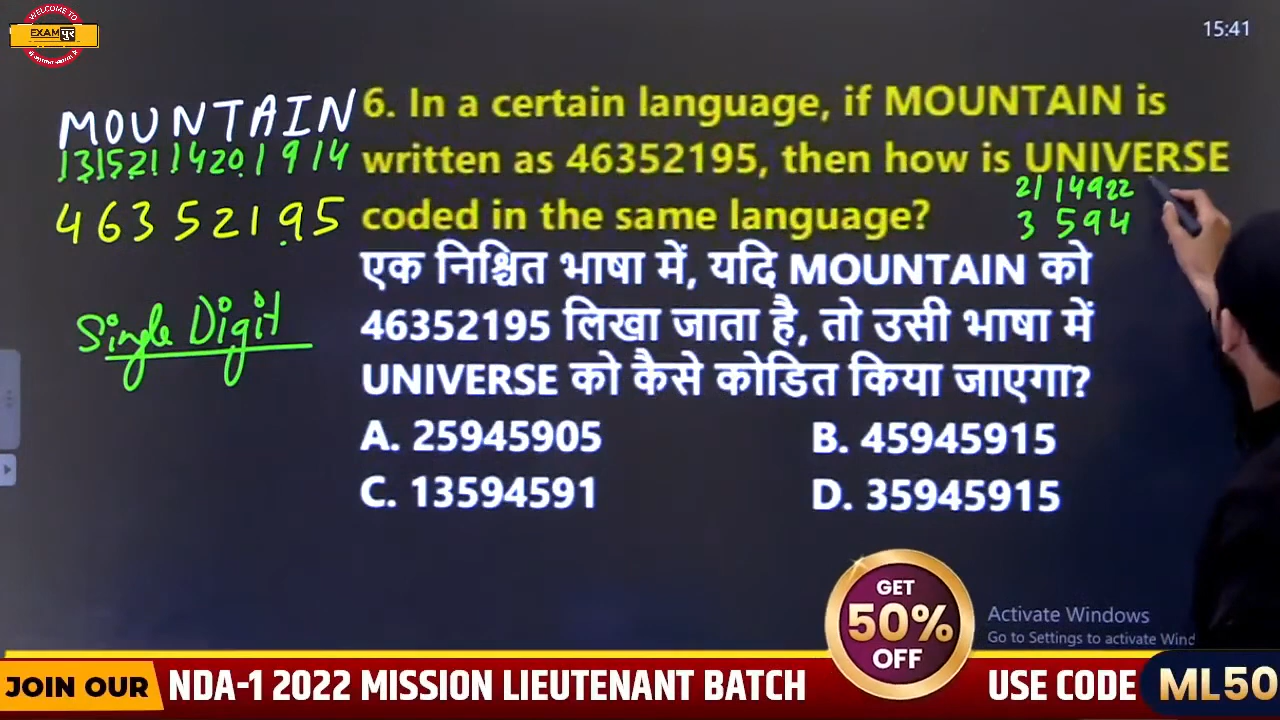 WELCOME TO
EXAMपुर
15:41
MOUNTAIN
13 15 21 14 20 1 9 14
4 6 3 5 2 1 9 5
Single Digit
6. In a certain language, if MOUNTAIN is
written as 46352195, then how is UNIVERSE
21 14 9 22
3 5 9 4
coded in the same language?
एक निश्चित भाषा में, यदि MOUNTAIN को
46352195 लिखा जाता है, तो उसी भाषा में
UNIVERSE को कैसे कोडित किया जाएगा?
A. 25945905
B. 45945915
C. 13594591
D. 35945915
GET
50%
OFF
Activate Windows
Go to Settings to activate Wind
JOIN OUR NDA-1 2022 MISSION LIEUTENANT BATCH USE CODE ML50